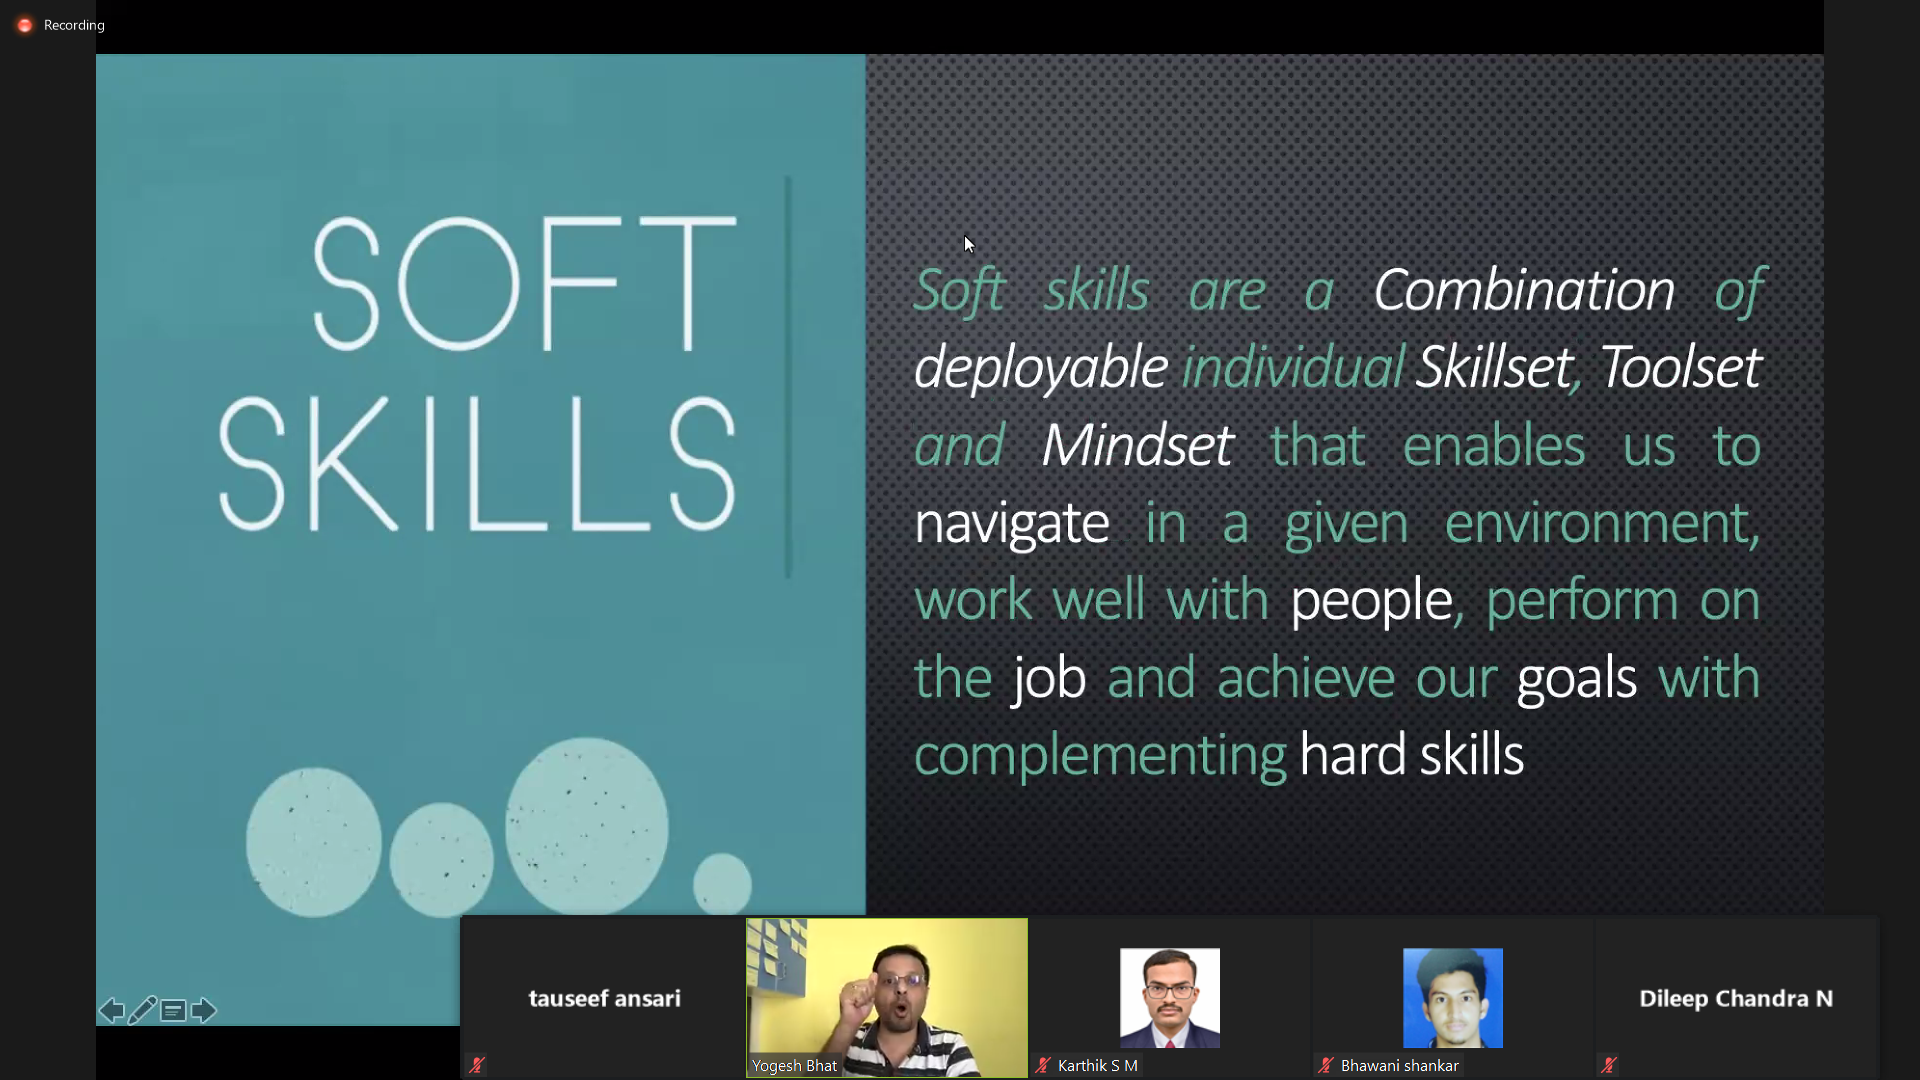 Recording
SOFT
SKILLS
Soft skills are a Combination of
deployable individual Skillset, Toolset
and Mindset that enables us to
navigate in a given environment,
work well with people, perform on
the job and achieve our goals with
complementing hard skills
tauseef ansari
Yogesh Bhat
Karthik S M
Bhawani shankar
Dileep Chandra N